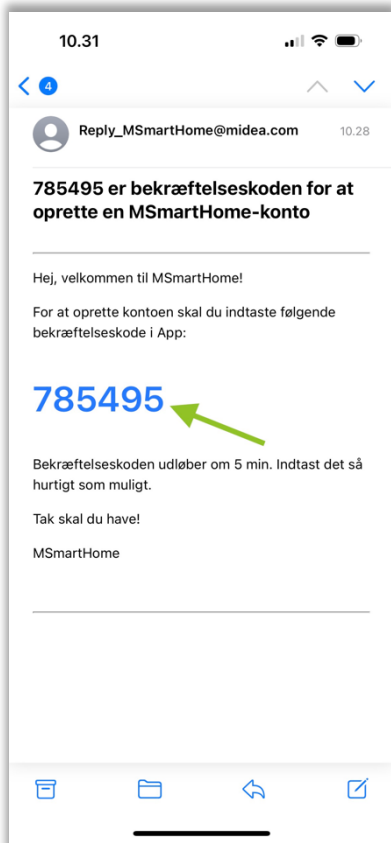 10.31
4
Reply_MSmartHome@midea.com 10.28
785495 er bekræftelseskoden for at
oprette en MSmartHome-konto
Hej, velkommen til MSmartHome!
For at oprette kontoen skal du indtaste følgende
bekræftelseskode i App:
785495
Bekræftelseskoden udløber om 5 min. Indtast det så
hurtigt som muligt.
Tak skal du have!
MSmartHome